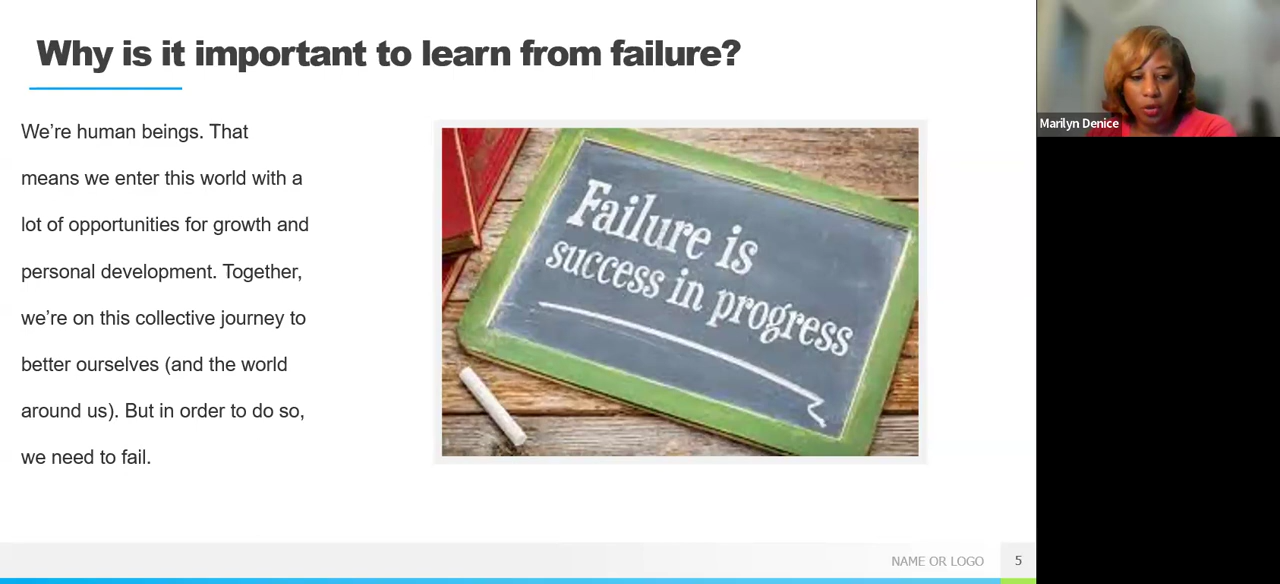 Why is it important to learn from failure?
We’re human beings. That
means we enter this world with a
lot of opportunities for growth and
personal development. Together,
we’re on this collective journey to
better ourselves (and the world
around us). But in order to do so,
we need to fail.
Failure is
success in progress
Marilyn Denice
NAME OR LOGO
5